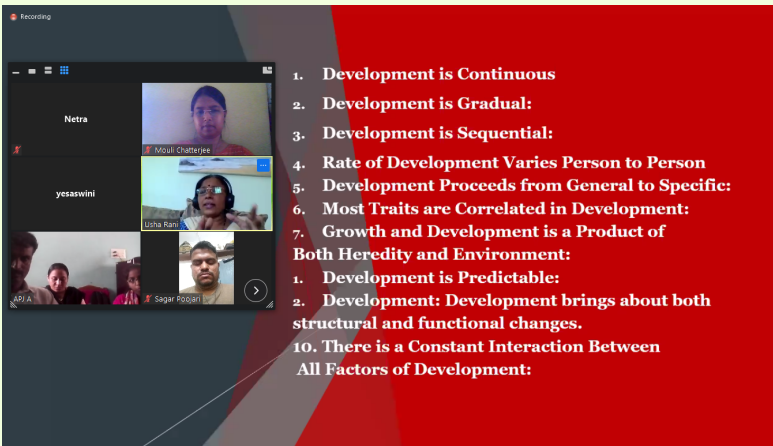 Recording
Netra
Mouli Chatterjee
yesaswini
Usha Rani
APJ A
Sagar Poojari
1. Development is Continuous
2. Development is Gradual:
3. Development is Sequential:
4. Rate of Development Varies Person to Person
5. Development Proceeds from General to Specific:
6. Most Traits are Correlated in Development:
7. Growth and Development is a Product of
Both Heredity and Environment:
1. Development is Predictable:
2. Development: Development brings about both
structural and functional changes.
10. There is a Constant Interaction Between
All Factors of Development: